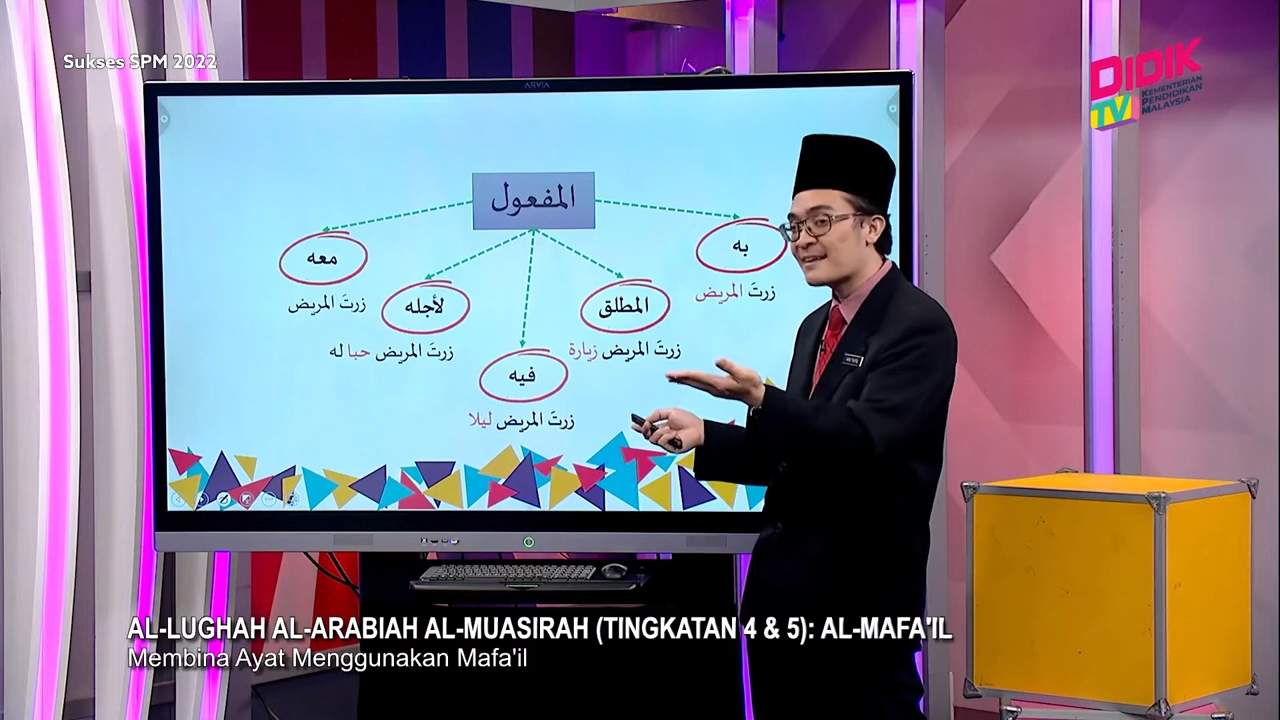 Sukses SPM 2022
DIDIK
TV
KEMENTERIAN
PENDIDIKAN
MALAYSIA
ARVIA
المفعول
به
زرتَ المريض
المطلق
زرتَ المريض زيارة
فيه
زرتَ المريض ليلا
لأجله
زرتَ المريض حبا له
معه
زرتَ المريض
AL-LUGHAH AL-ARABIAH AL-MUASIRAH (TINGKATAN 4 & 5): AL-MAFA'IL
Membina Ayat Menggunakan Mafa'il